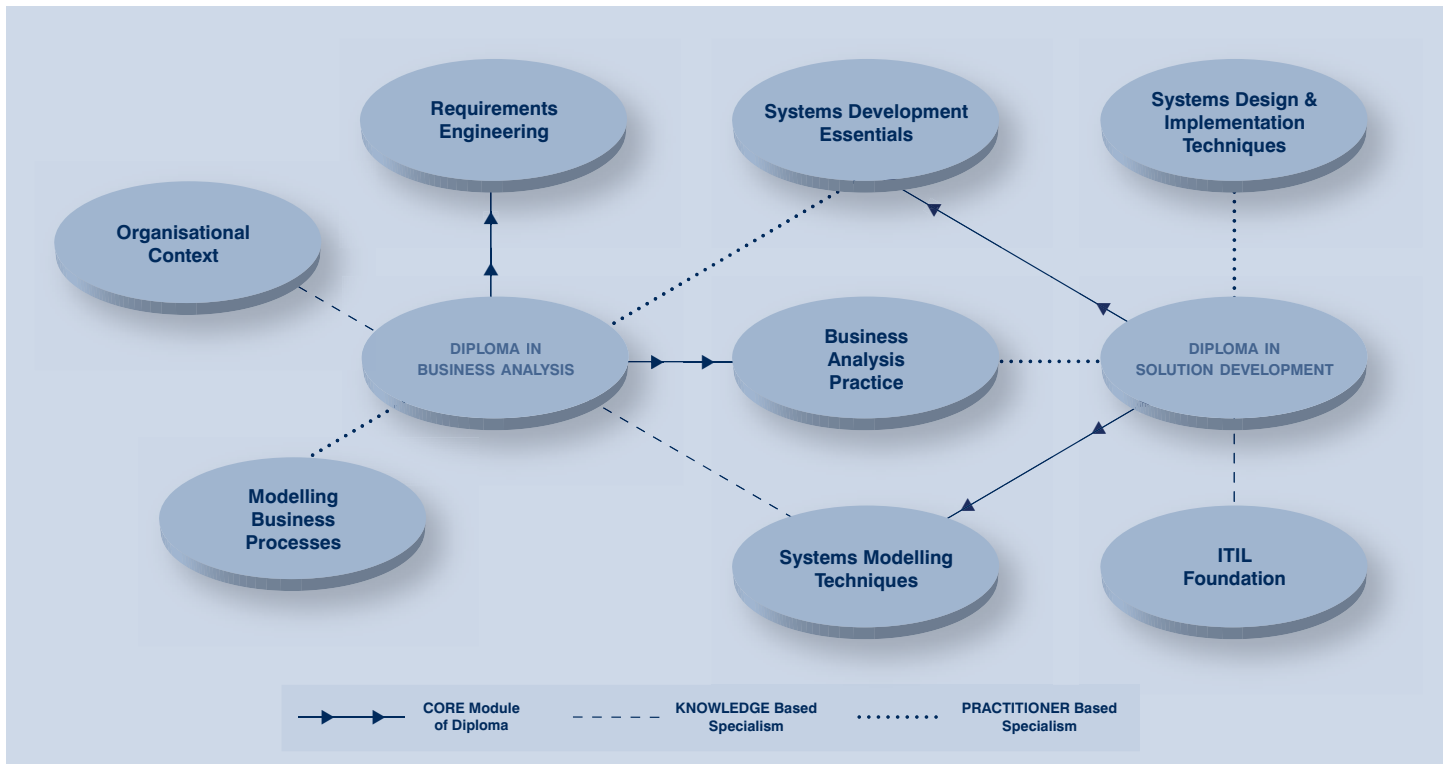 Requirements
Engineering
Systems Development
Essentials
Systems Design &
Implementation
Techniques
Organisational
Context
DIPLOMA IN
BUSINESS ANALYSIS
Business
Analysis
Practice
DIPLOMA IN
SOLUTION DEVELOPMENT
Modelling
Business
Processes
Systems Modelling
Techniques
ITIL
Foundation
CORE Module
of Diploma
KNOWLEDGE Based
Specialism
PRACTITIONER Based
Specialism